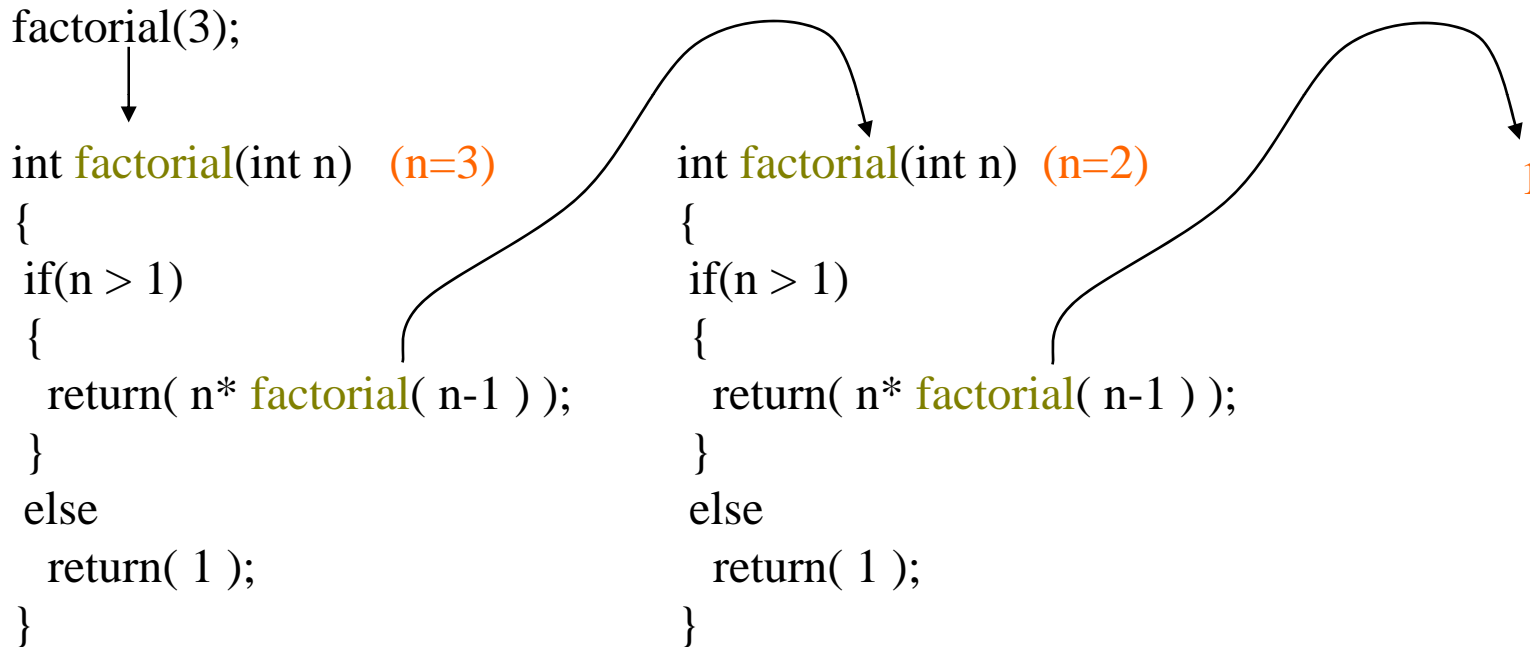 factorial(3);
int factorial(int n) (n=3)
{
if(n > 1)
{
return( n* factorial( n-1 ) );
}
else
return( 1 );
}
int factorial(int n) (n=2)
{
if(n > 1)
{
return( n* factorial( n-1 ) );
}
else
return( 1 );
}
1